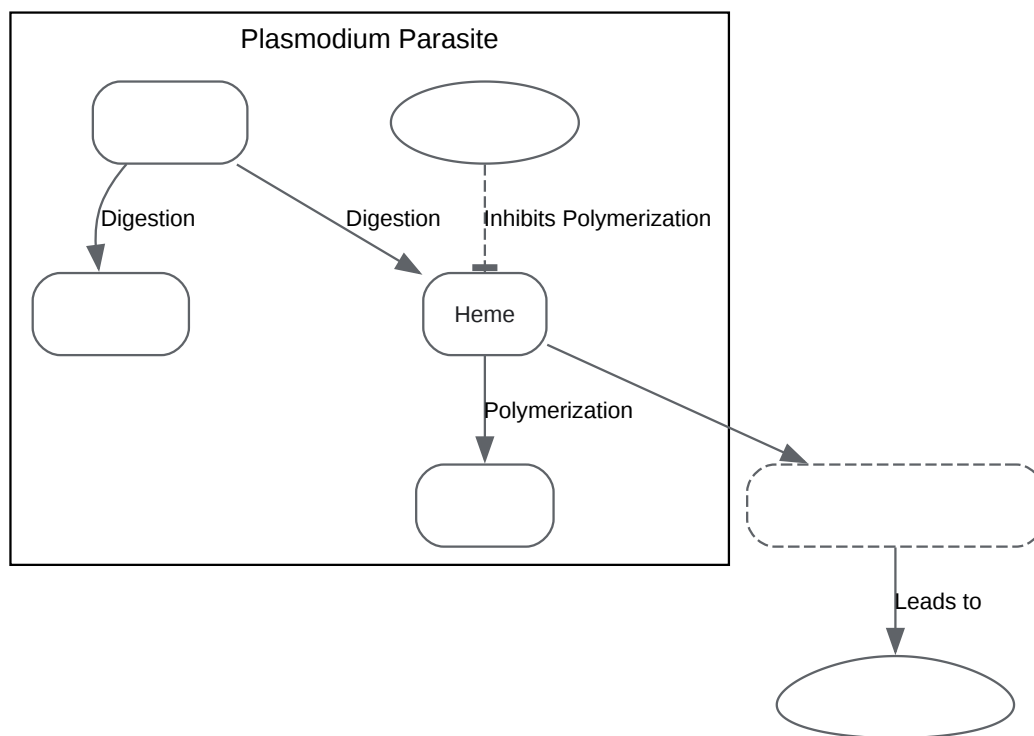 Plasmodium Parasite
Digestion
Digestion
Inhibits Polymerization
Heme
Polymerization
Leads to